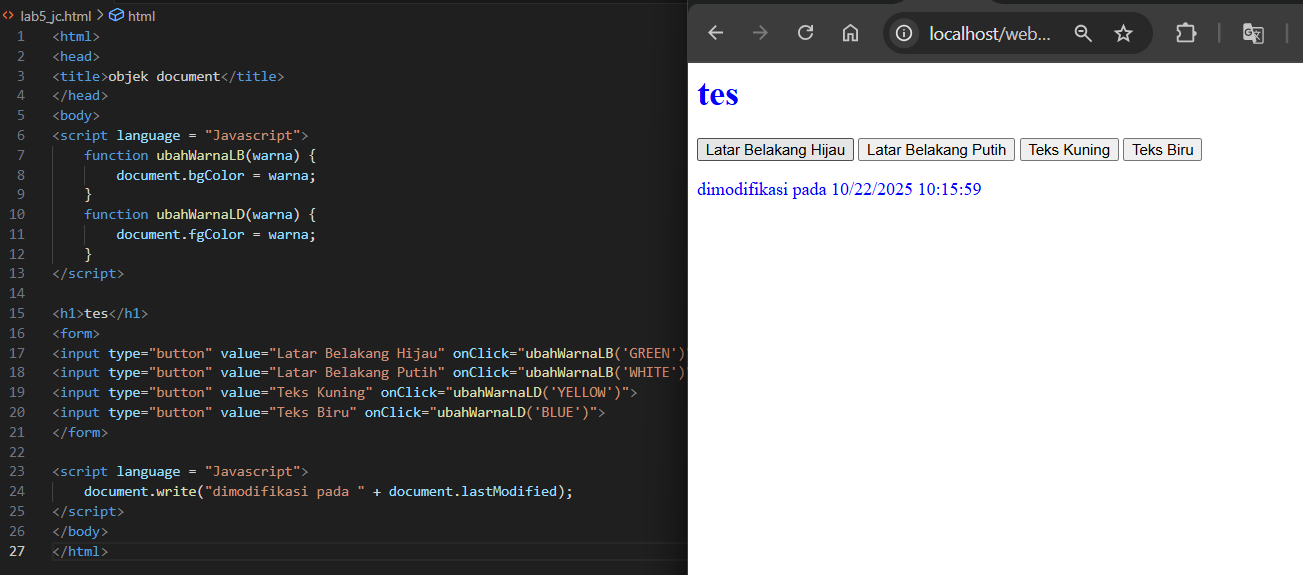 lab5_jc.html > html
1 <html>
2 <head>
3 <title>objek document</title>
4 </head>
5 <body>
6 <script language = "Javascript">
7 function ubahWarnaLB(warna) {
8 document.bgColor = warna;
9 }
10 function ubahWarnaLD(warna) {
11 document.fgColor = warna;
12 }
13 </script>
14
15 <h1>tes</h1>
16 <form>
17 <input type="button" value="Latar Belakang Hijau" onClick="ubahWarnaLB('GREEN')"
18 <input type="button" value="Latar Belakang Putih" onClick="ubahWarnaLB('WHITE')"
19 <input type="button" value="Teks Kuning" onClick="ubahWarnaLD('YELLOW')">
20 <input type="button" value="Teks Biru" onClick="ubahWarnaLD('BLUE')">
21 </form>
22
23 <script language = "Javascript">
24 document.write("dimodifikasi pada " + document.lastModified);
25 </script>
26 </body>
27 </html>
localhost/web...
tes
Latar Belakang Hijau Latar Belakang Putih Teks Kuning Teks Biru
dimodifikasi pada 10/22/2025 10:15:59